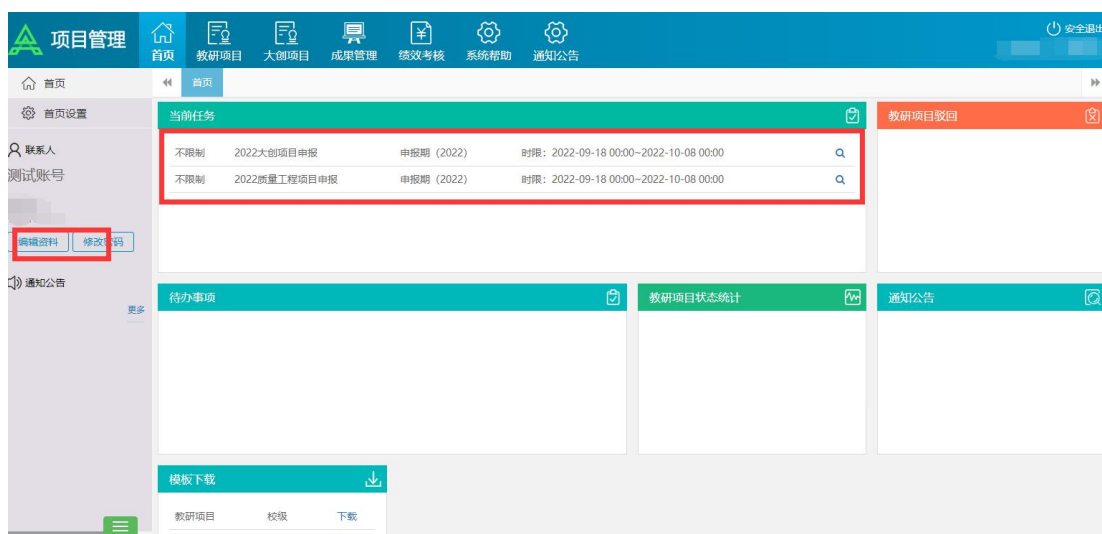 项目管理
首页
教研项目
大创项目
成果管理
绩效考核
系统帮助
通知公告
安全退出
首页
首页设置
联系人
测试账号
编辑资料
修改密码
通知公告
更多
首页
当前任务
不限制 2022大创项目申报 申报期 (2022) 时限：2022-09-18 00:00~2022-10-08 00:00
不限制 2022质量工程项目申报 申报期 (2022) 时限：2022-09-18 00:00~2022-10-08 00:00
教研项目驳回
待办事项
教研项目状态统计
通知公告
模板下载
教研项目 校级 下载